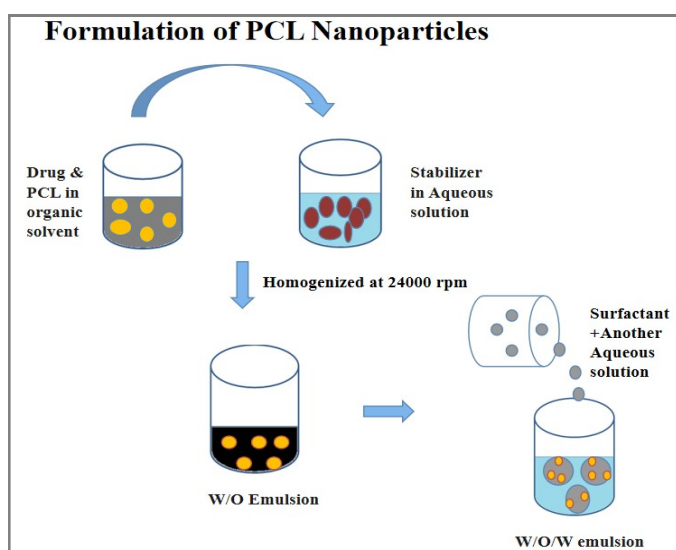 Formulation of PCL Nanoparticles
Drug &
PCL in
organic
solvent
Stabilizer
in Aqueous
solution
Homogenized at 24000 rpm
Surfactant
+Another
Aqueous
solution
W/O Emulsion
W/O/W emulsion